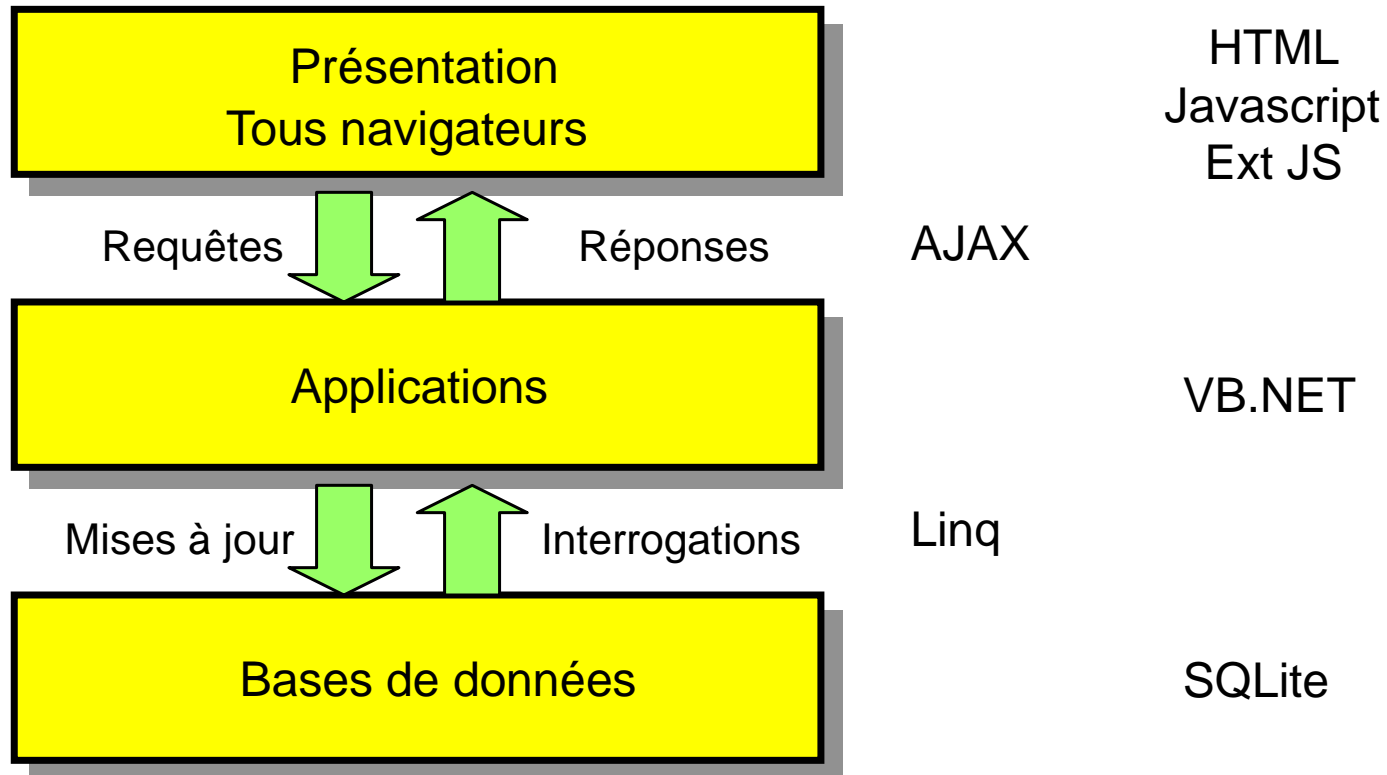 Présentation
Tous navigateurs
HTML
Javascript
Ext JS
Requêtes
Réponses
AJAX
Applications
VB.NET
Mises à jour
Interrogations
Linq
Bases de données
SQLite